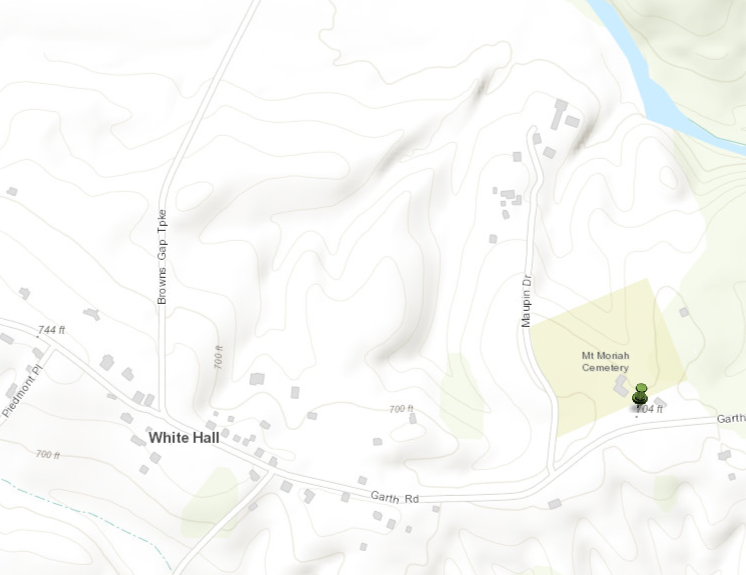 Browns Gap Tpke
Maupin Dr
744 ft
Piedmont Pl
700 ft
Mt Moriah
Cemetery
700 ft
704 ft
Garth
White Hall
700 ft
Garth Rd